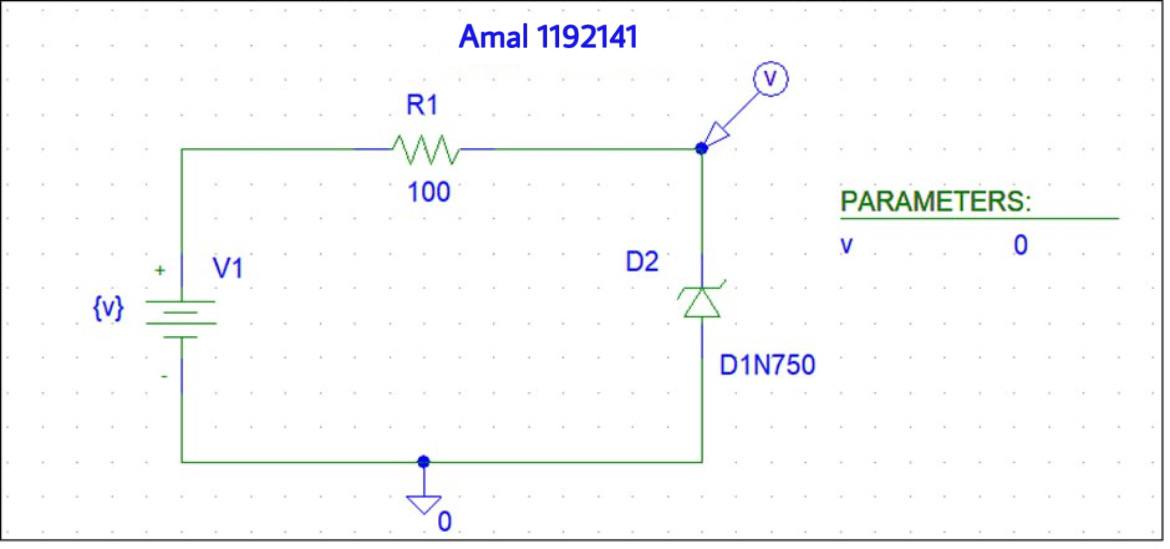 Amal 1192141
V
R1
100
PARAMETERS:
v 0
D2
+
V1
{v}
-
D1N750
0